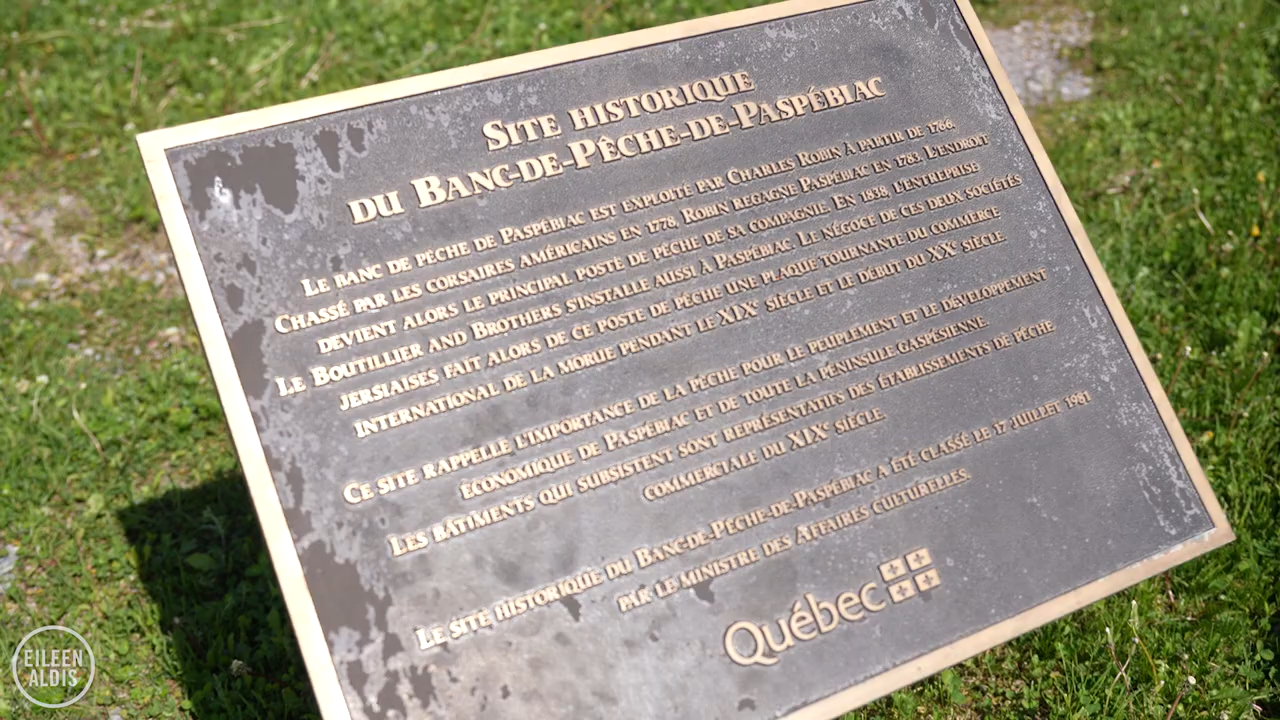 SITE HISTORIQUE
DU BANC-DE-PÊCHE-DE-PASPÉBIAC
LE BANC DE PÊCHE DE PASPÉBIAC EST EXPLOITÉ PAR CHARLES ROBIN À PARTIR DE 1766.
CHASSÉ PAR LES CORSAIRES AMÉRICAINS EN 1778, ROBIN REGAGNE PASPÉBIAC EN 1783. L'ENDROIT
DEVIENT ALORS LE PRINCIPAL POSTE DE PÊCHE DE SA COMPAGNIE. EN 1838, L'ENTREPRISE
LE BOUTILLIER AND BROTHERS S'INSTALLE AUSSI À PASPÉBIAC. LE NÉGOCE DE CES DEUX SOCIÉTÉS
JERSIAISES FAIT ALORS DE CE POSTE DE PÊCHE UNE PLAQUE TOURNANTE DU COMMERCE
INTERNATIONAL DE LA MORUE PENDANT LE XIXE SIÈCLE ET LE DÉBUT DU XXE SIÈCLE.
CE SITE RAPPELLE L'IMPORTANCE DE LA PÊCHE POUR LE PEUPLEMENT ET LE DÉVELOPPEMENT
ÉCONOMIQUE DE PASPÉBIAC ET DE TOUTE LA PÉNINSULE GASPÉSIENNE.
LES BÂTIMENTS QUI SUBSISTENT SONT REPRÉSENTATIFS DES ÉTABLISSEMENTS DE PÊCHE
COMMERCIALE DU XIXE SIÈCLE.
LE SITE HISTORIQUE DU BANC-DE-PÊCHE-DE-PASPÉBIAC A ÉTÉ CLASSÉ LE 17 JUILLET 1981
PAR LE MINISTRE DES AFFAIRES CULTURELLES.
Québec
EILEEN
ALDIS